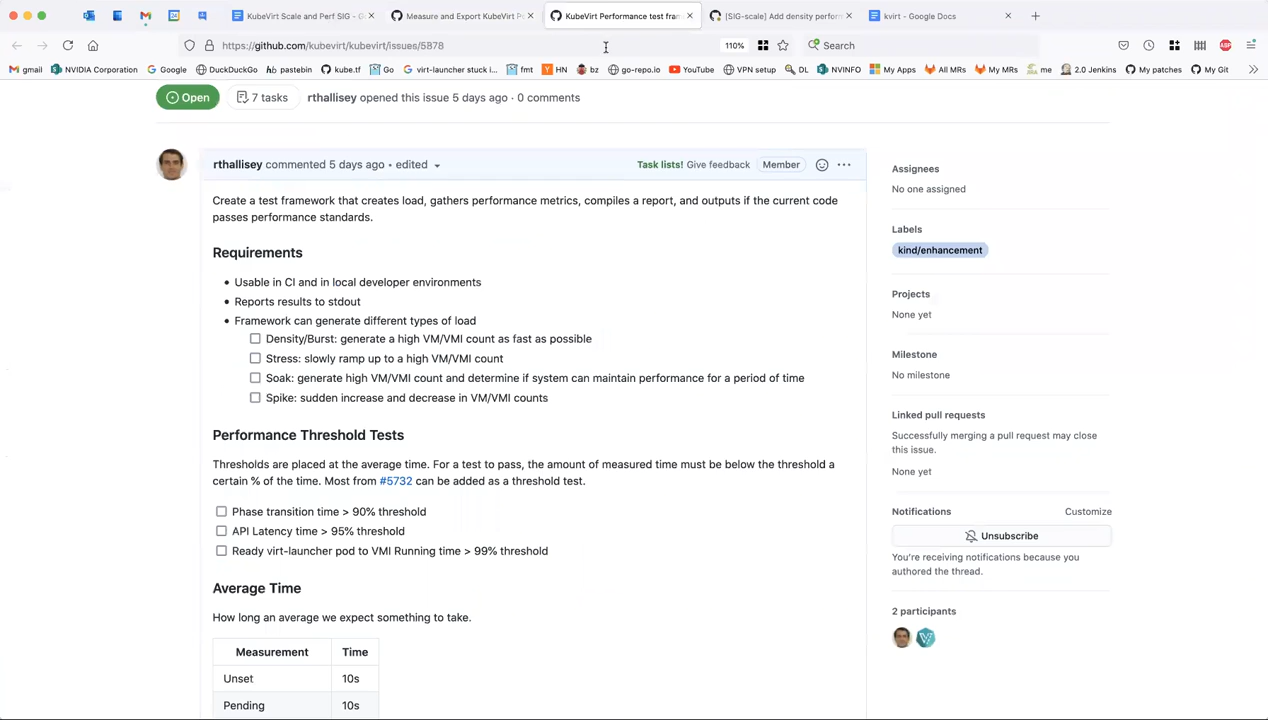 KubeVirt Scale and Perf SIG - G
Measure and Export KubeVirt P
KubeVirt Performance test fram
[SIG-scale] Add density perform
kvirt - Google Docs
https://github.com/kubevirt/kubevirt/issues/5878
110%
Search
gmail
NVIDIA Corporation
Google
DuckDuckGo
pastebin
kube.tf
Go
virt-launcher stuck i…
fmt
HN
bz
go-repo.io
YouTube
VPN setup
DL
NVINFO
My Apps
All MRs
My MRs
me
2.0 Jenkins
My patches
My Git
Open
7 tasks
rthallisey opened this issue 5 days ago · 0 comments
rthallisey commented 5 days ago • edited
Task lists! Give feedback
Member
Create a test framework that creates load, gathers performance metrics, compiles a report, and outputs if the current code
passes performance standards.
Requirements
• Usable in CI and in local developer environments
• Reports results to stdout
• Framework can generate different types of load
Density/Burst: generate a high VM/VMI count as fast as possible
Stress: slowly ramp up to a high VM/VMI count
Soak: generate high VM/VMI count and determine if system can maintain performance for a period of time
Spike: sudden increase and decrease in VM/VMI counts
Performance Threshold Tests
Thresholds are placed at the average time. For a test to pass, the amount of measured time must be below the threshold a
certain % of the time. Most from #5732 can be added as a threshold test.
Phase transition time > 90% threshold
API Latency time > 95% threshold
Ready virt-launcher pod to VMI Running time > 99% threshold
Average Time
How long an average we expect something to take.
Measurement Time
Unset 10s
Pending 10s
Assignees
No one assigned
Labels
kind/enhancement
Projects
None yet
Milestone
No milestone
Linked pull requests
Successfully merging a pull request may close
this issue.
None yet
Notifications
Customize
Unsubscribe
You're receiving notifications because you
authored the thread.
2 participants